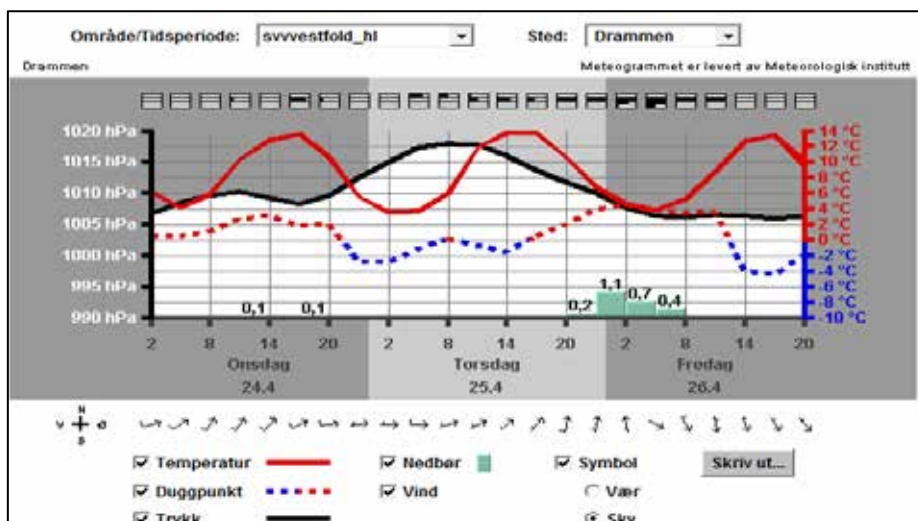 Område/Tidsperiode: svvvestfold_hl Sted: Drammen
Drammen Meteogrammet er levert av Meteorologisk institutt
1020 hPa 14 °C
12 °C
1015 hPa 10 °C
8 °C
1010 hPa 6 °C
4 °C
1005 hPa 2 °C
0 °C
1000 hPa -2 °C
-4 °C
995 hPa -6 °C
-8 °C
990 hPa -10 °C
0,1 0,1 0,2 1,1 0,7 0,4
2 8 14 20 2 8 14 20 2 8 14 20
Onsdag Torsdag Fredag
24.4 25.4 26.4
N
V Ø
S
Temperatur Nedbør Symbol Skriv ut...
Duggpunkt Vind Vær
Trykk Sky